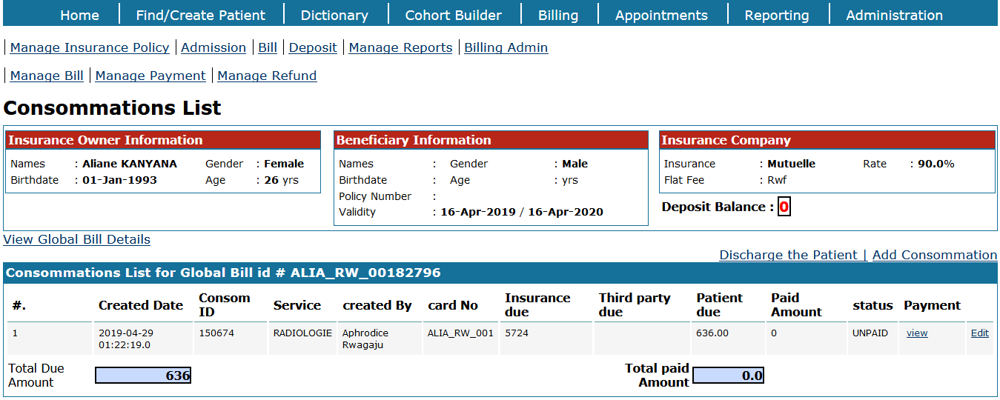 Home Find/Create Patient Dictionary Cohort Builder Billing Appointments Reporting Administration
Manage Insurance Policy Admission Bill Deposit Manage Reports Billing Admin
Manage Bill Manage Payment Manage Refund
Consommations List
Insurance Owner Information
Names : Aliane KANYANA Gender : Female
Birthdate : 01-Jan-1993 Age : 26 yrs
Beneficiary Information
Names : Gender : Male
Birthdate : Age : yrs
Policy Number :
Validity : 16-Apr-2019 / 16-Apr-2020
Insurance Company
Insurance : Mutuelle Rate : 90.0%
Flat Fee : Rwf
Deposit Balance : 0
View Global Bill Details
Discharge the Patient | Add Consommation
Consommations List for Global Bill id # ALIA_RW_00182796
#. Created Date Consom ID Service created By card No Insurance due Third party due Patient due Paid Amount status Payment
1 2019-04-29 01:22:19.0 150674 RADIOLOGIE Aphrodice Rwagaju ALIA_RW_001 5724 636.00 0 UNPAID view Edit
Total Due Amount 636 Total paid Amount 0.0